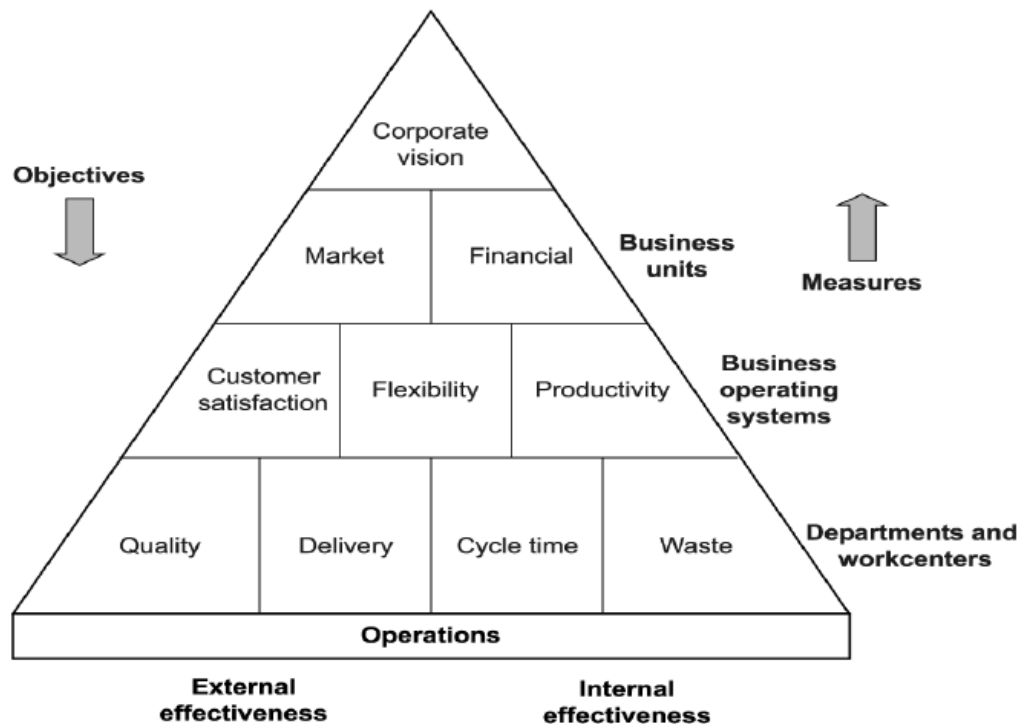 Corporate
vision
Objectives
Market
Financial
Business
units
Measures
Customer
satisfaction
Flexibility
Productivity
Business
operating
systems
Quality
Delivery
Cycle time
Waste
Departments and
workcenters
Operations
External
effectiveness
Internal
effectiveness